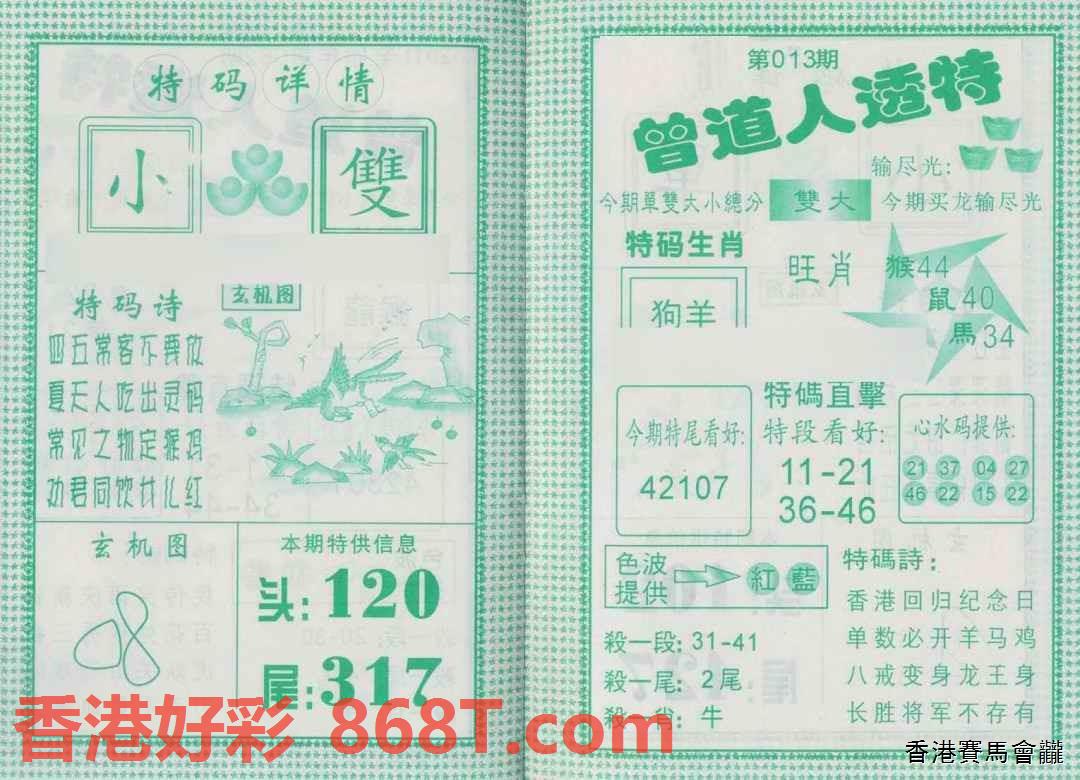 特码详情
小
雙
特码诗
四五常客不要放
夏天人吃出灵码
常见之物定猴鸡
劝君同饮廿儿红
玄机图
玄机图
本期特供信息
头:120
尾:317
第013期
曾道人透特
输尽光:
今期單雙大小總分
雙大
今期买龙输尽光
特码生肖
狗羊
旺肖
猴44
鼠40
馬34
今期特尾看好:
42107
特碼直擊
特段看好:
11-21
36-46
心水码提供:
21 37 04 27
46 22 15 22
色波
提供
紅 藍
殺一段: 31-41
殺一尾: 2尾
殺一肖: 牛
特碼詩:
香港回归纪念日
单数必开羊马鸡
八戒变身龙王身
长胜将军不存有
香港好彩 868T.com